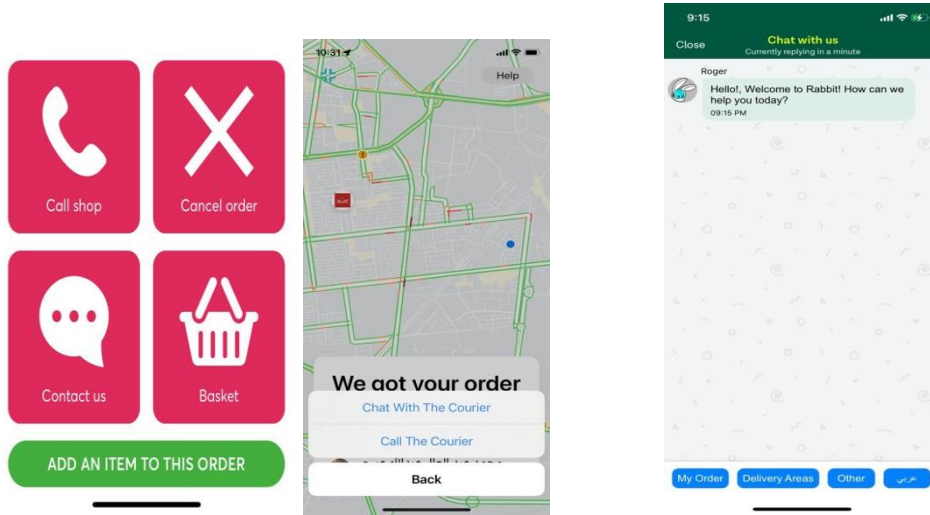 Call shop
Cancel order
Contact us
Basket
ADD AN ITEM TO THIS ORDER
10:31
Help
We got your order
Chat With The Courier
Call The Courier
Back
9:15
Close
Chat with us
Currently replying in a minute
Roger
Hello!, Welcome to Rabbit! How can we
help you today?
09:15 PM
My Order
Delivery Areas
Other
عربي